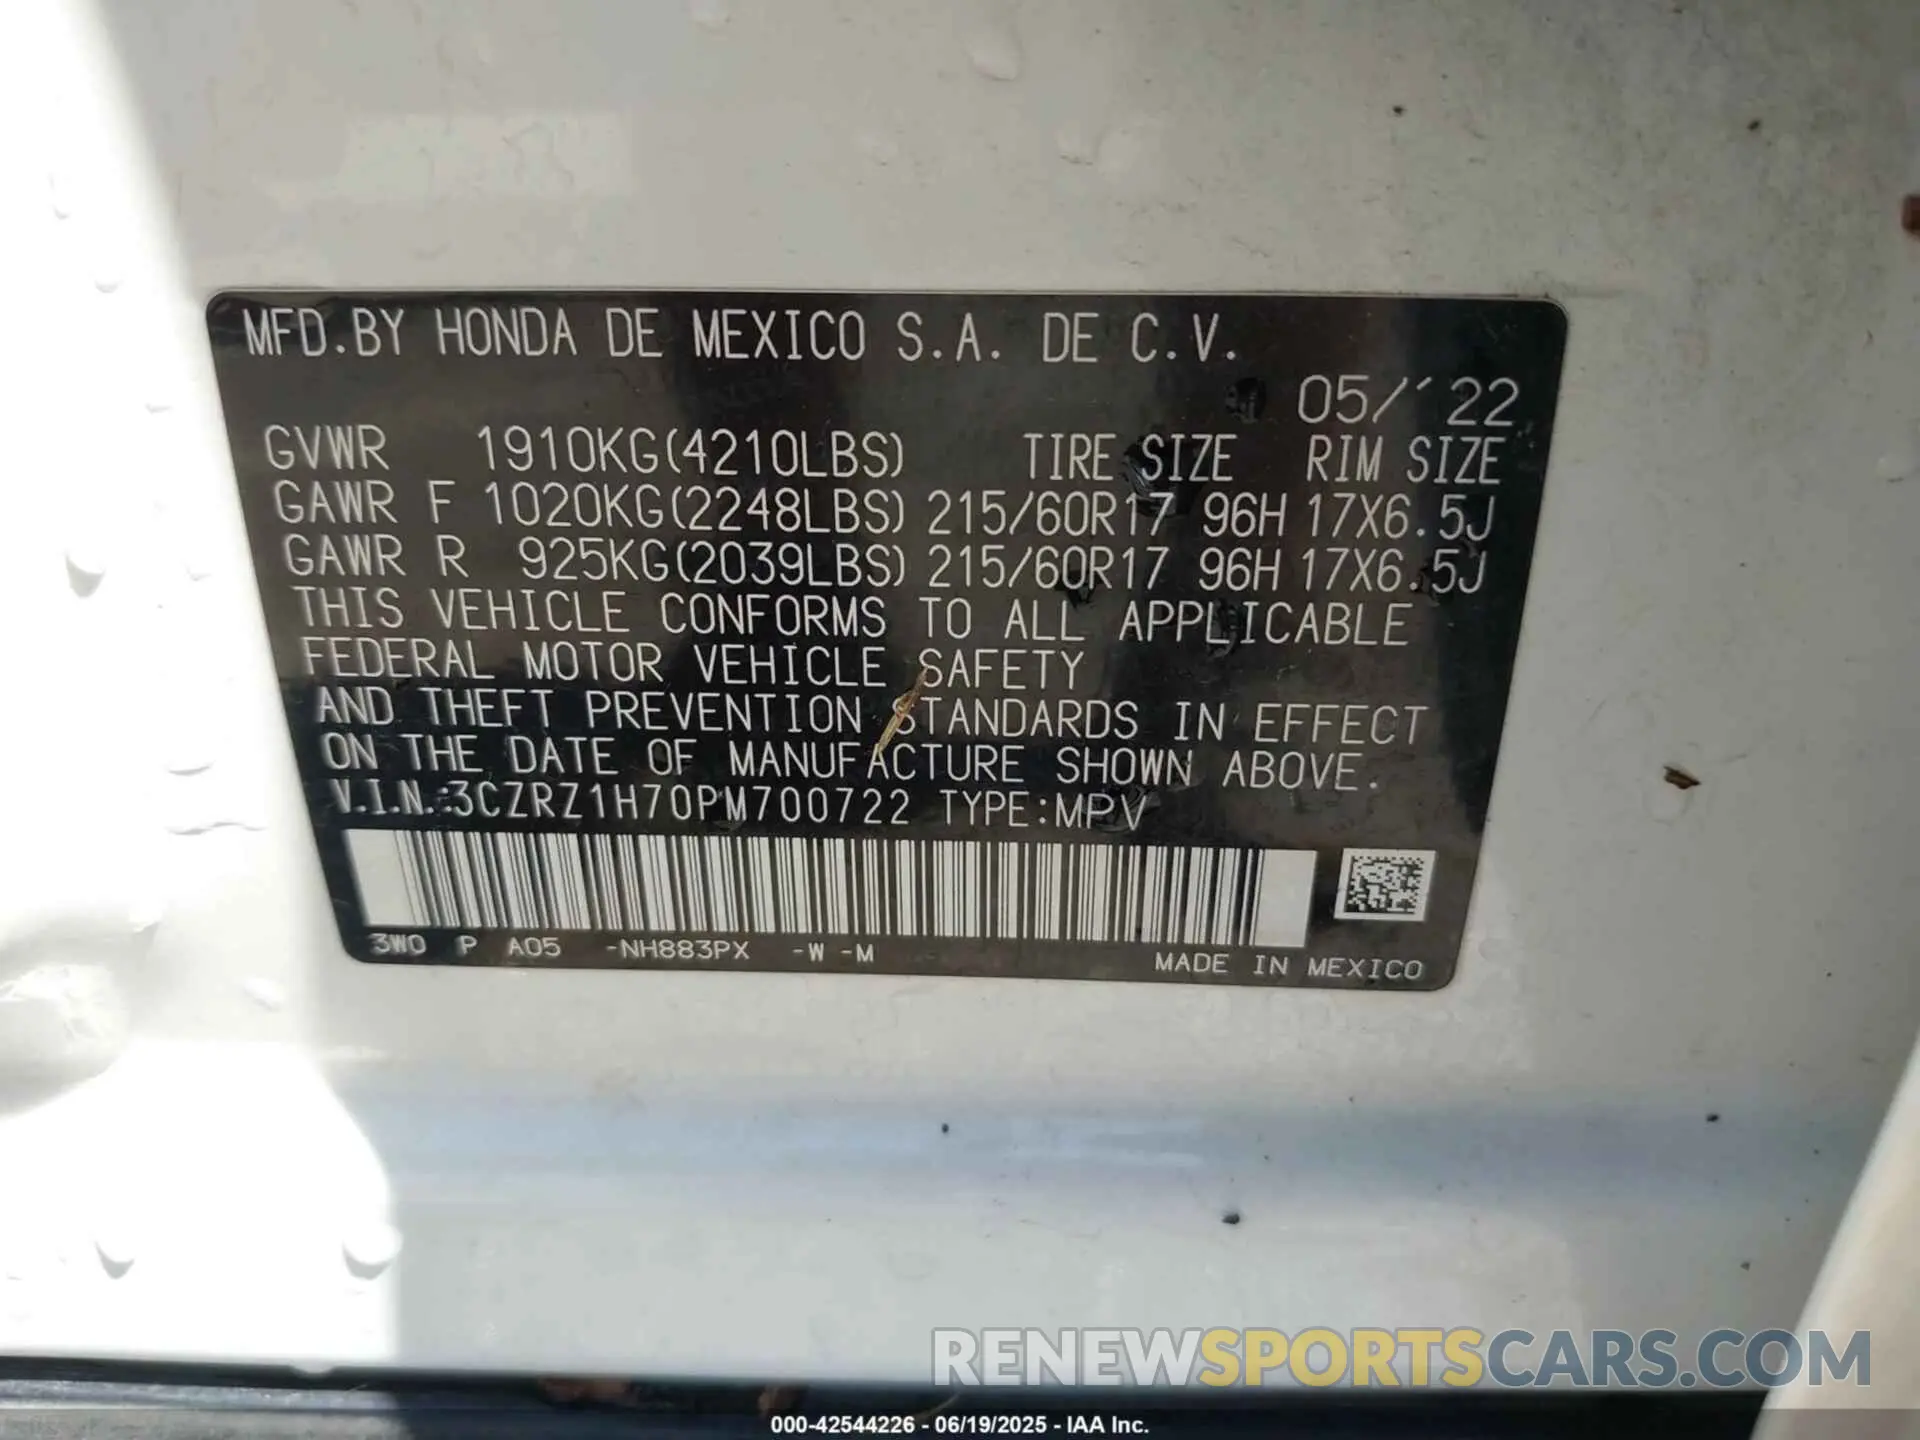 MFD.BY HONDA DE MEXICO S.A. DE C.V.
05/´22
GVWR 1910KG(4210LBS) TIRE SIZE RIM SIZE
GAWR F 1020KG(2248LBS) 215/60R17 96H 17X6.5J
GAWR R 925KG(2039LBS) 215/60R17 96H 17X6.5J
THIS VEHICLE CONFORMS TO ALL APPLICABLE
FEDERAL MOTOR VEHICLE SAFETY
AND THEFT PREVENTION STANDARDS IN EFFECT
ON THE DATE OF MANUFACTURE SHOWN ABOVE.
V.I.N.:3CZRZ1H70PM700722 TYPE:MPV
3W0 P A05 -NH883PX -W -M
MADE IN MEXICO
RENEWSPORTSCARS.COM
000-42544226 - 06/19/2025 - IAA Inc.